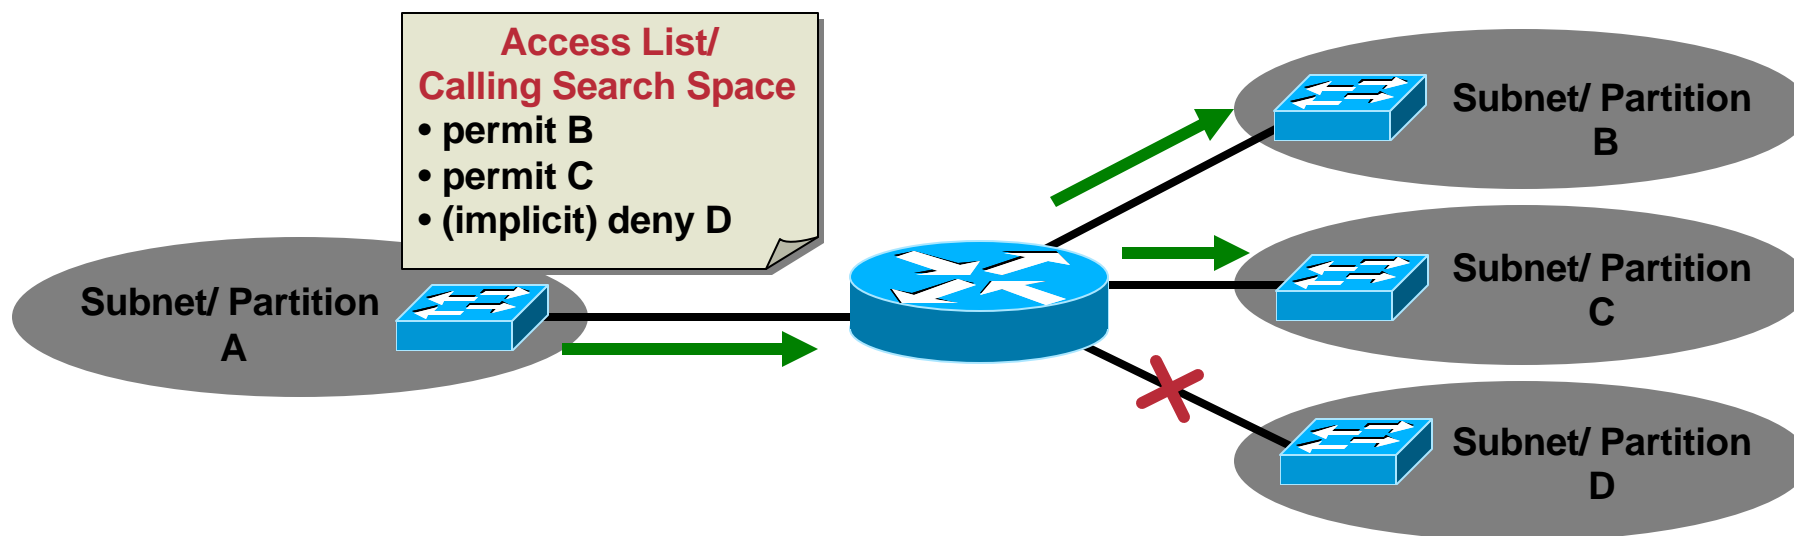 Access List/
Calling Search Space
• permit B
• permit C
• (implicit) deny D
Subnet/ Partition
A
Subnet/ Partition
B
Subnet/ Partition
C
Subnet/ Partition
D